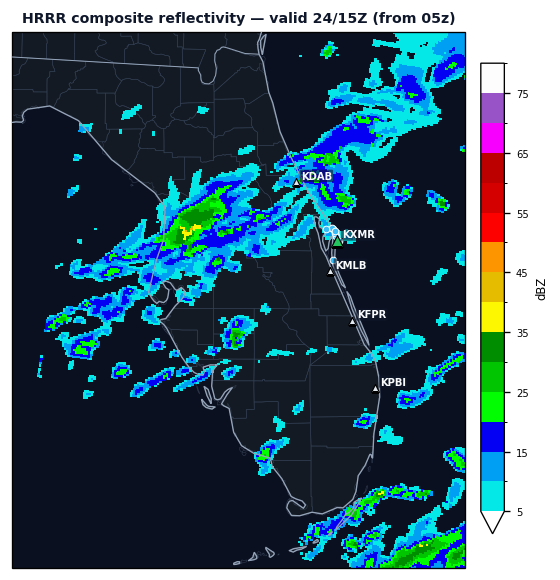 HRRR composite reflectivity — valid 24/15Z (from 05z)
KDAB
KXMR
KMLB
KFPR
KPBI
75
65
55
45
35
25
15
5
dBZ